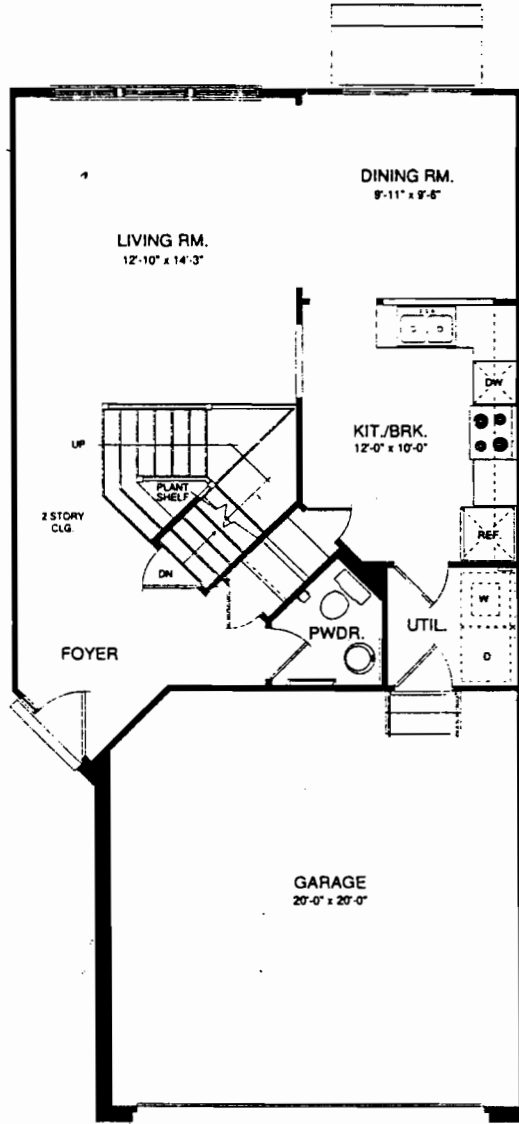 DINING RM.
9'-11" x 9'-6"
LIVING RM.
12'-10" x 14'-3"
DW
KIT./BRK.
12'-0" x 10'-0"
UP
PLANT
SHELF
2 STORY
CLG.
REF.
DN
W
PWDR.
UTIL.
D
FOYER
GARAGE
20'-0" x 20'-0"